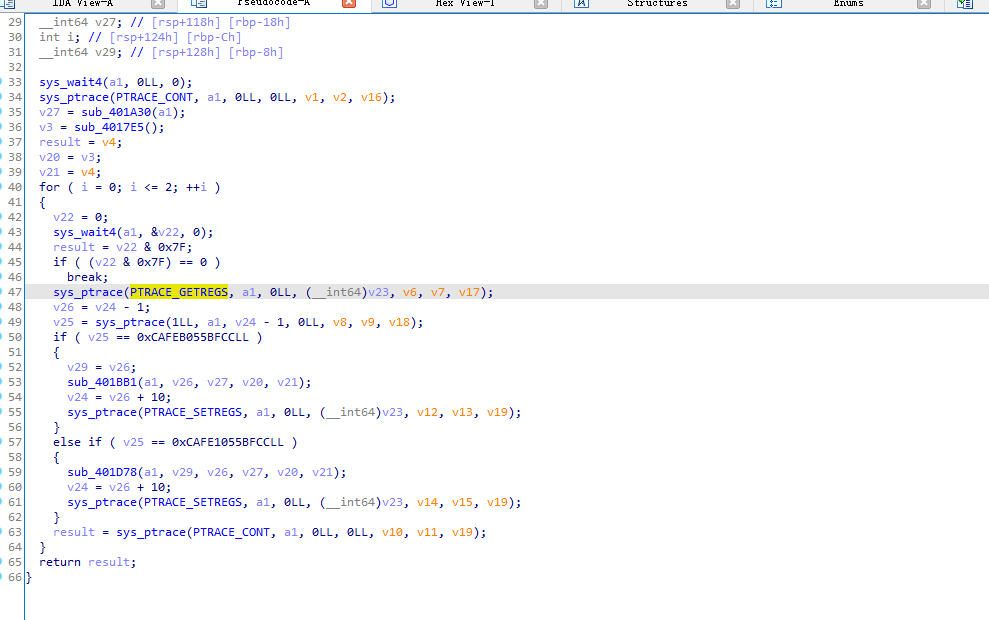 IDA View-A Pseudocode-A Hex View-1 Structures Enums
29 __int64 v27; // [rsp+118h] [rbp-18h]
30 int i; // [rsp+124h] [rbp-Ch]
31 __int64 v29; // [rsp+128h] [rbp-8h]
32
33 sys_wait4(a1, 0LL, 0);
34 sys_ptrace(PTRACE_CONT, a1, 0LL, 0LL, v1, v2, v16);
35 v27 = sub_401A30(a1);
36 v3 = sub_4017E5();
37 result = v4;
38 v20 = v3;
39 v21 = v4;
40 for ( i = 0; i <= 2; ++i )
41 {
42 v22 = 0;
43 sys_wait4(a1, &v22, 0);
44 result = v22 & 0x7F;
45 if ( (v22 & 0x7F) == 0 )
46 break;
47 sys_ptrace(PTRACE_GETREGS, a1, 0LL, (__int64)v23, v6, v7, v17);
48 v26 = v24 - 1;
49 v25 = sys_ptrace(1LL, a1, v24 - 1, 0LL, v8, v9, v18);
50 if ( v25 == 0xCAFEB055BFCCLL )
51 {
52 v29 = v26;
53 sub_401BB1(a1, v26, v27, v20, v21);
54 v24 = v26 + 10;
55 sys_ptrace(PTRACE_SETREGS, a1, 0LL, (__int64)v23, v12, v13, v19);
56 }
57 else if ( v25 == 0xCAFE1055BFCCLL )
58 {
59 sub_401D78(a1, v29, v26, v27, v20, v21);
60 v24 = v26 + 10;
61 sys_ptrace(PTRACE_SETREGS, a1, 0LL, (__int64)v23, v14, v15, v19);
62 }
63 result = sys_ptrace(PTRACE_CONT, a1, 0LL, 0LL, v10, v11, v19);
64 }
65 return result;
66 }